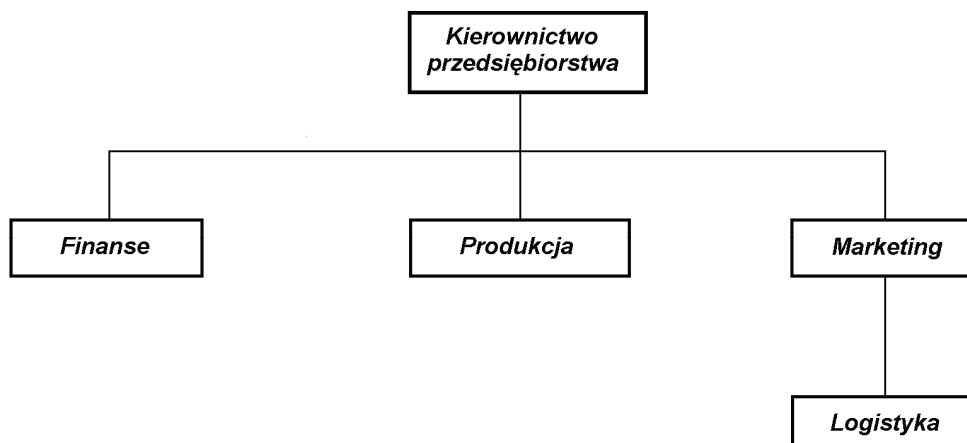 Kierownictwo
przedsiębiorstwa
Finanse
Produkcja
Marketing
Logistyka